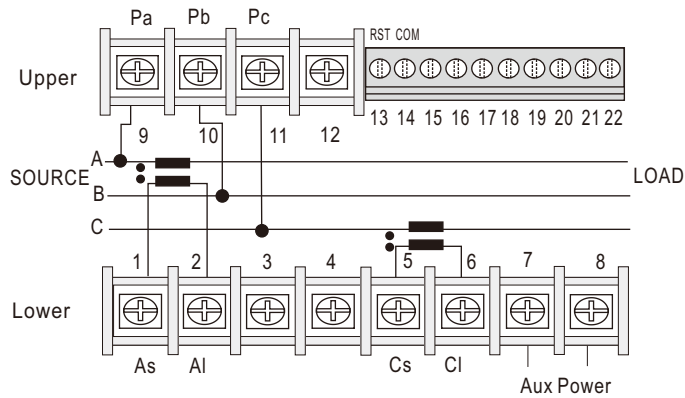 Pa Pb Pc
RST COM
Upper
9 10 11 12 13 14 15 16 17 18 19 20 21 22
A
SOURCE LOAD
B
C
1 2 3 4 5 6 7 8
Lower
As Al Cs Cl
Aux Power